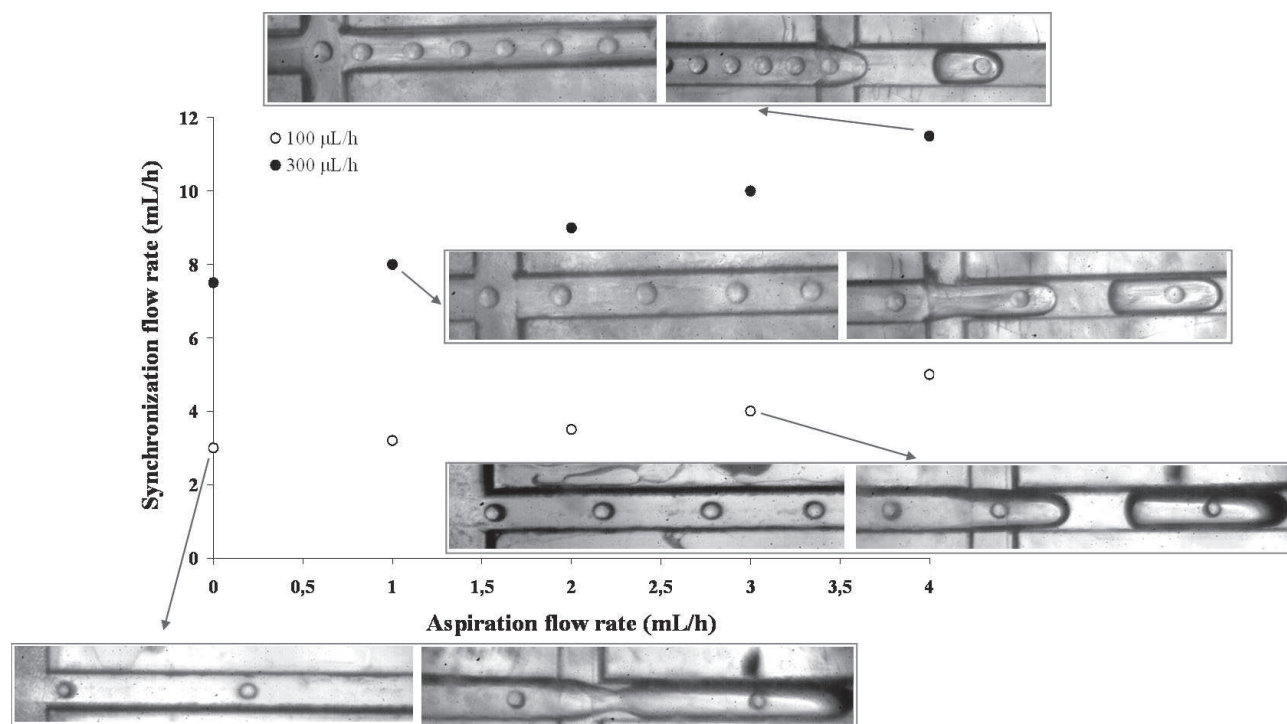 12
100 µL/h
300 µL/h
10
8
6
4
2
0
Synchronization flow rate (mL/h)
0 0,5 1 1,5 2 2,5 3 3,5 4
Aspiration flow rate (mL/h)